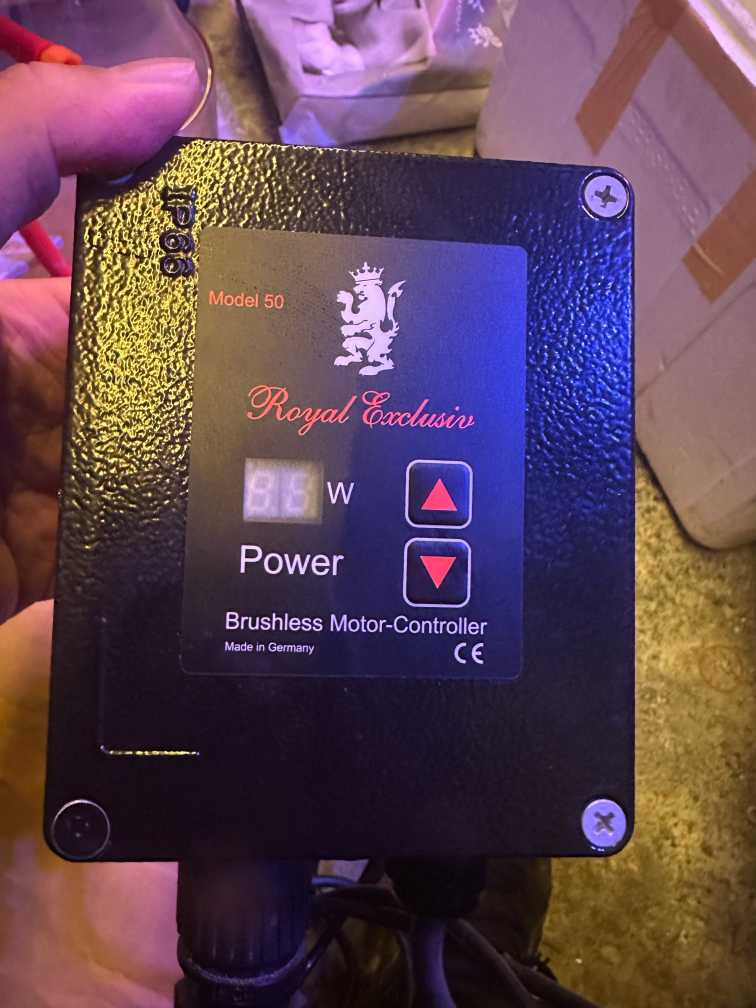 IP66
Model 50
Royal Exclusiv
W
Power
Brushless Motor-Controller
Made in Germany
CE